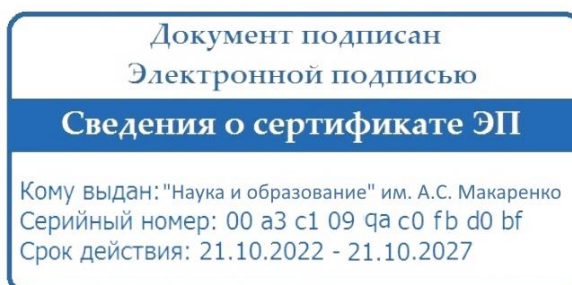 Документ подписан
Электронной подписью
Сведения о сертификате ЭП
Кому выдан:"Наука и образование" им. А.С. Макаренко
Серийный номер: 00 a3 c1 09 qa c0 fb d0 bf
Срок действия: 21.10.2022 - 21.10.2027